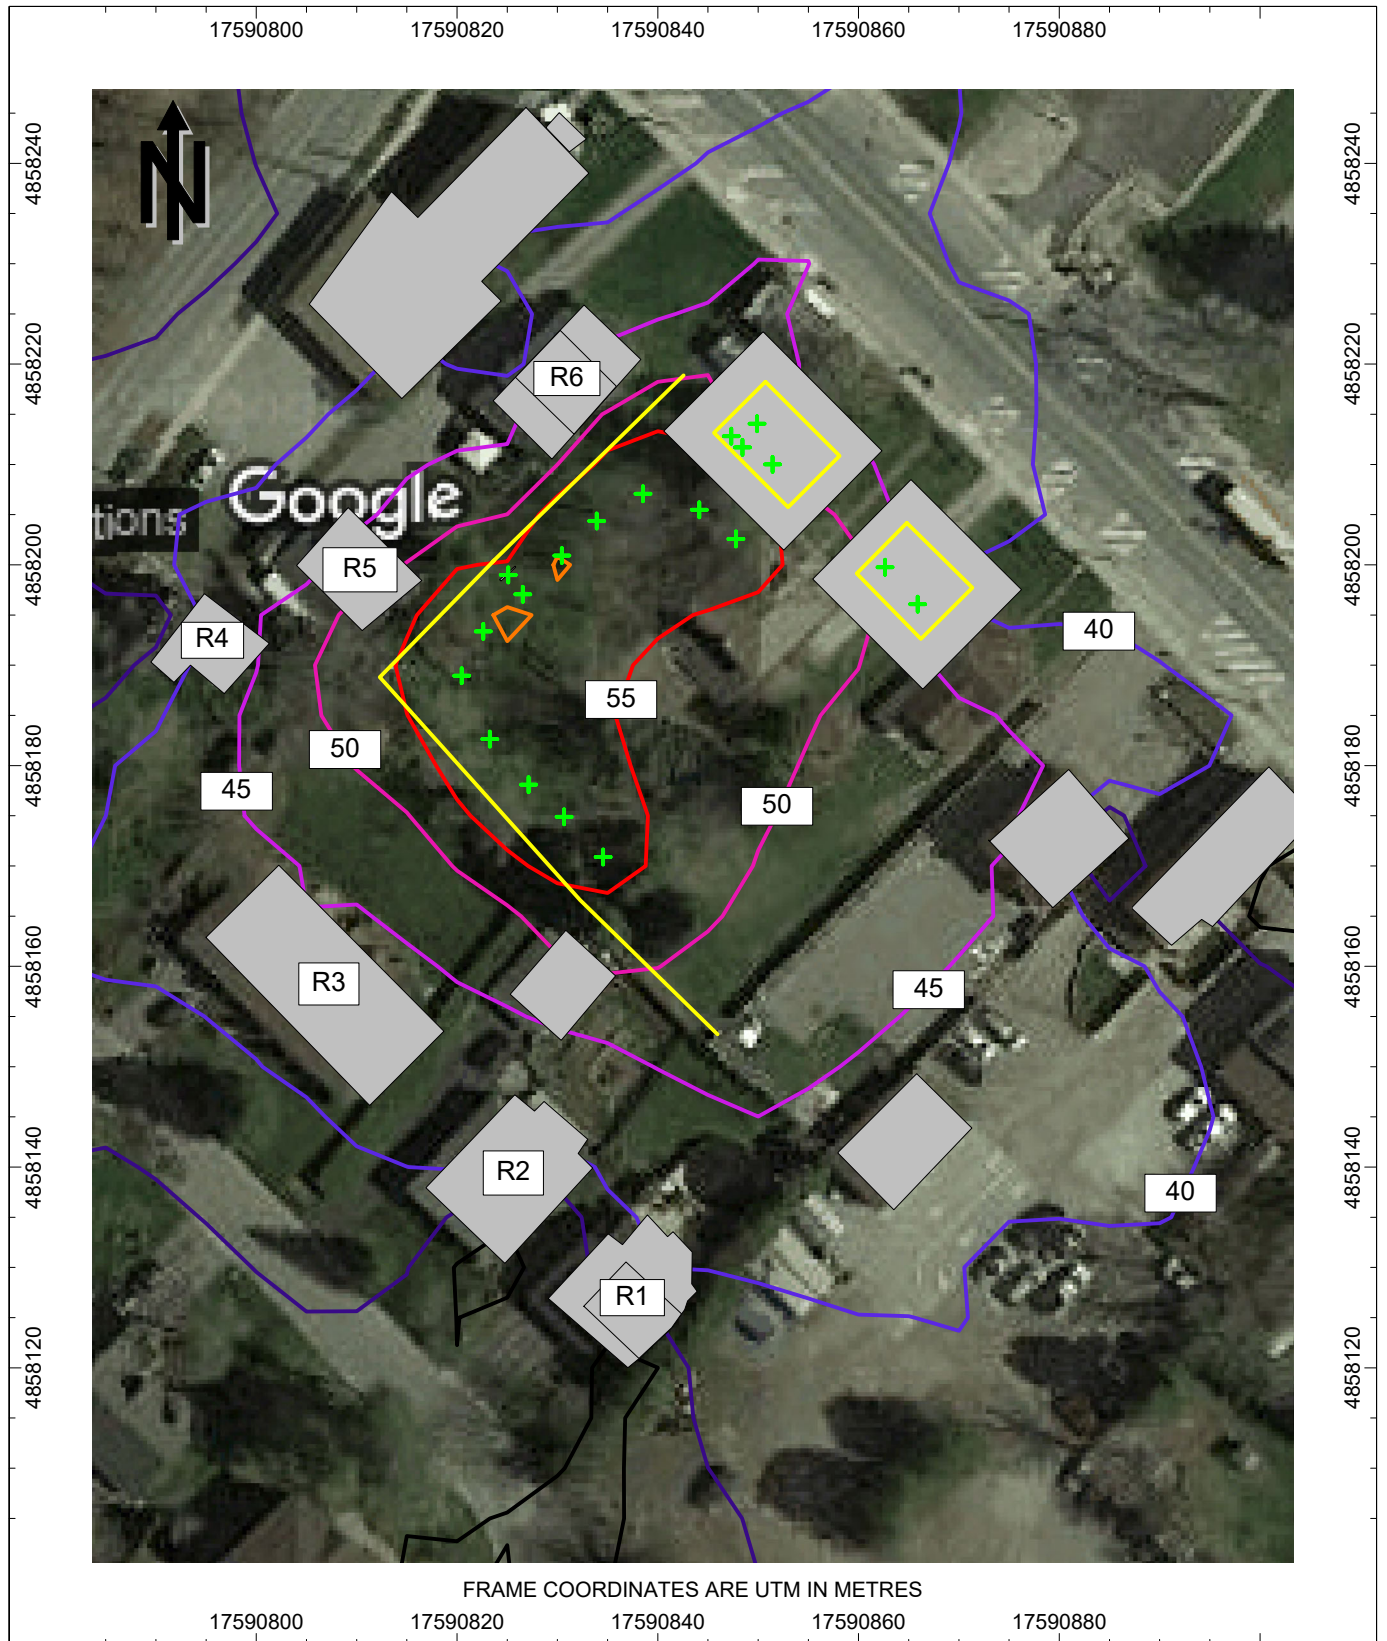 17590800 17590820 17590840 17590860 17590880
4858240 4858240
N
R6
4858220 4858220
Google
tions
R5
4858200 4858200
R4
40
55
50
4858180 4858180
45
50
R3
45
4858160 4858160
R2
4858140 4858140
40
R1
4858120 4858120
FRAME COORDINATES ARE UTM IN METRES
17590800 17590820 17590840 17590860 17590880